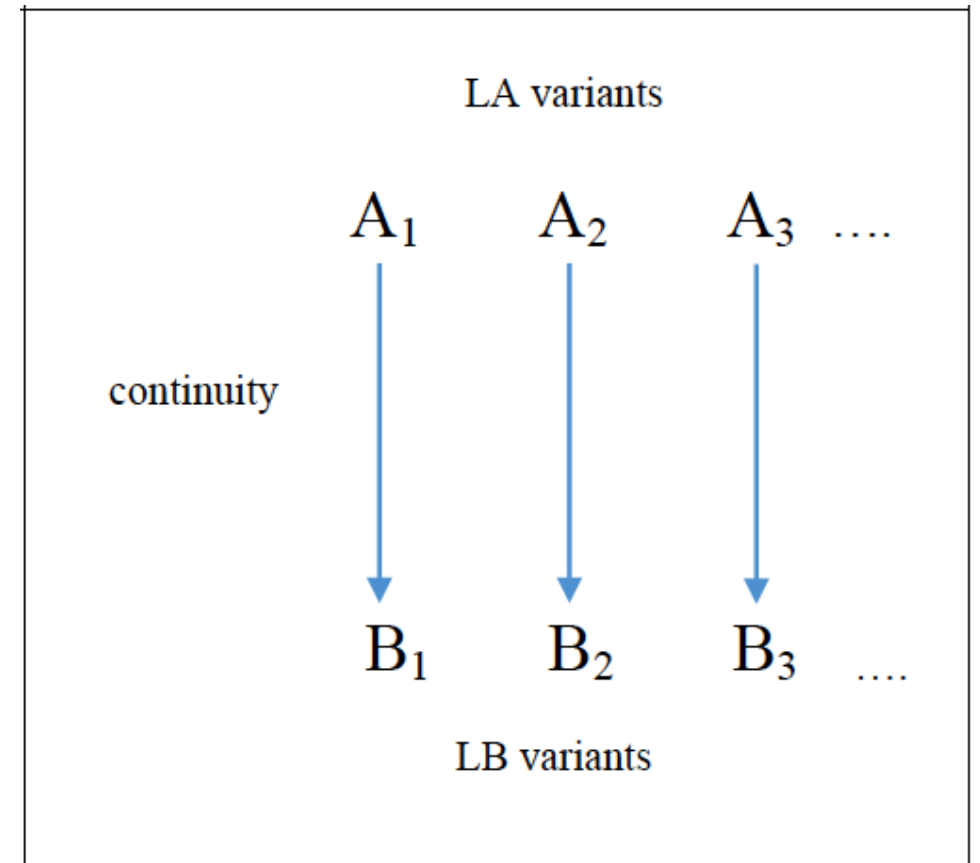 LA variants
A₁ A₂ A₃ ….
continuity
B₁ B₂ B₃ ….
LB variants